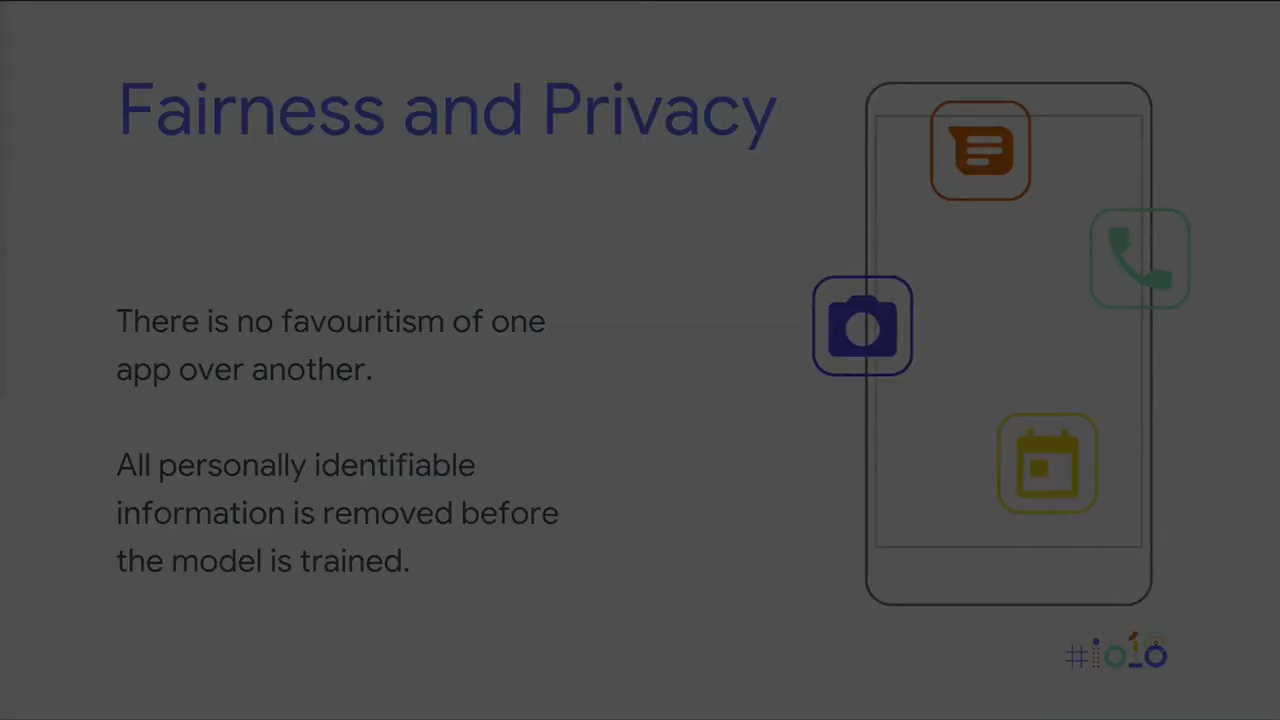 Fairness and Privacy
There is no favouritism of one
app over another.
All personally identifiable
information is removed before
the model is trained.
#io18